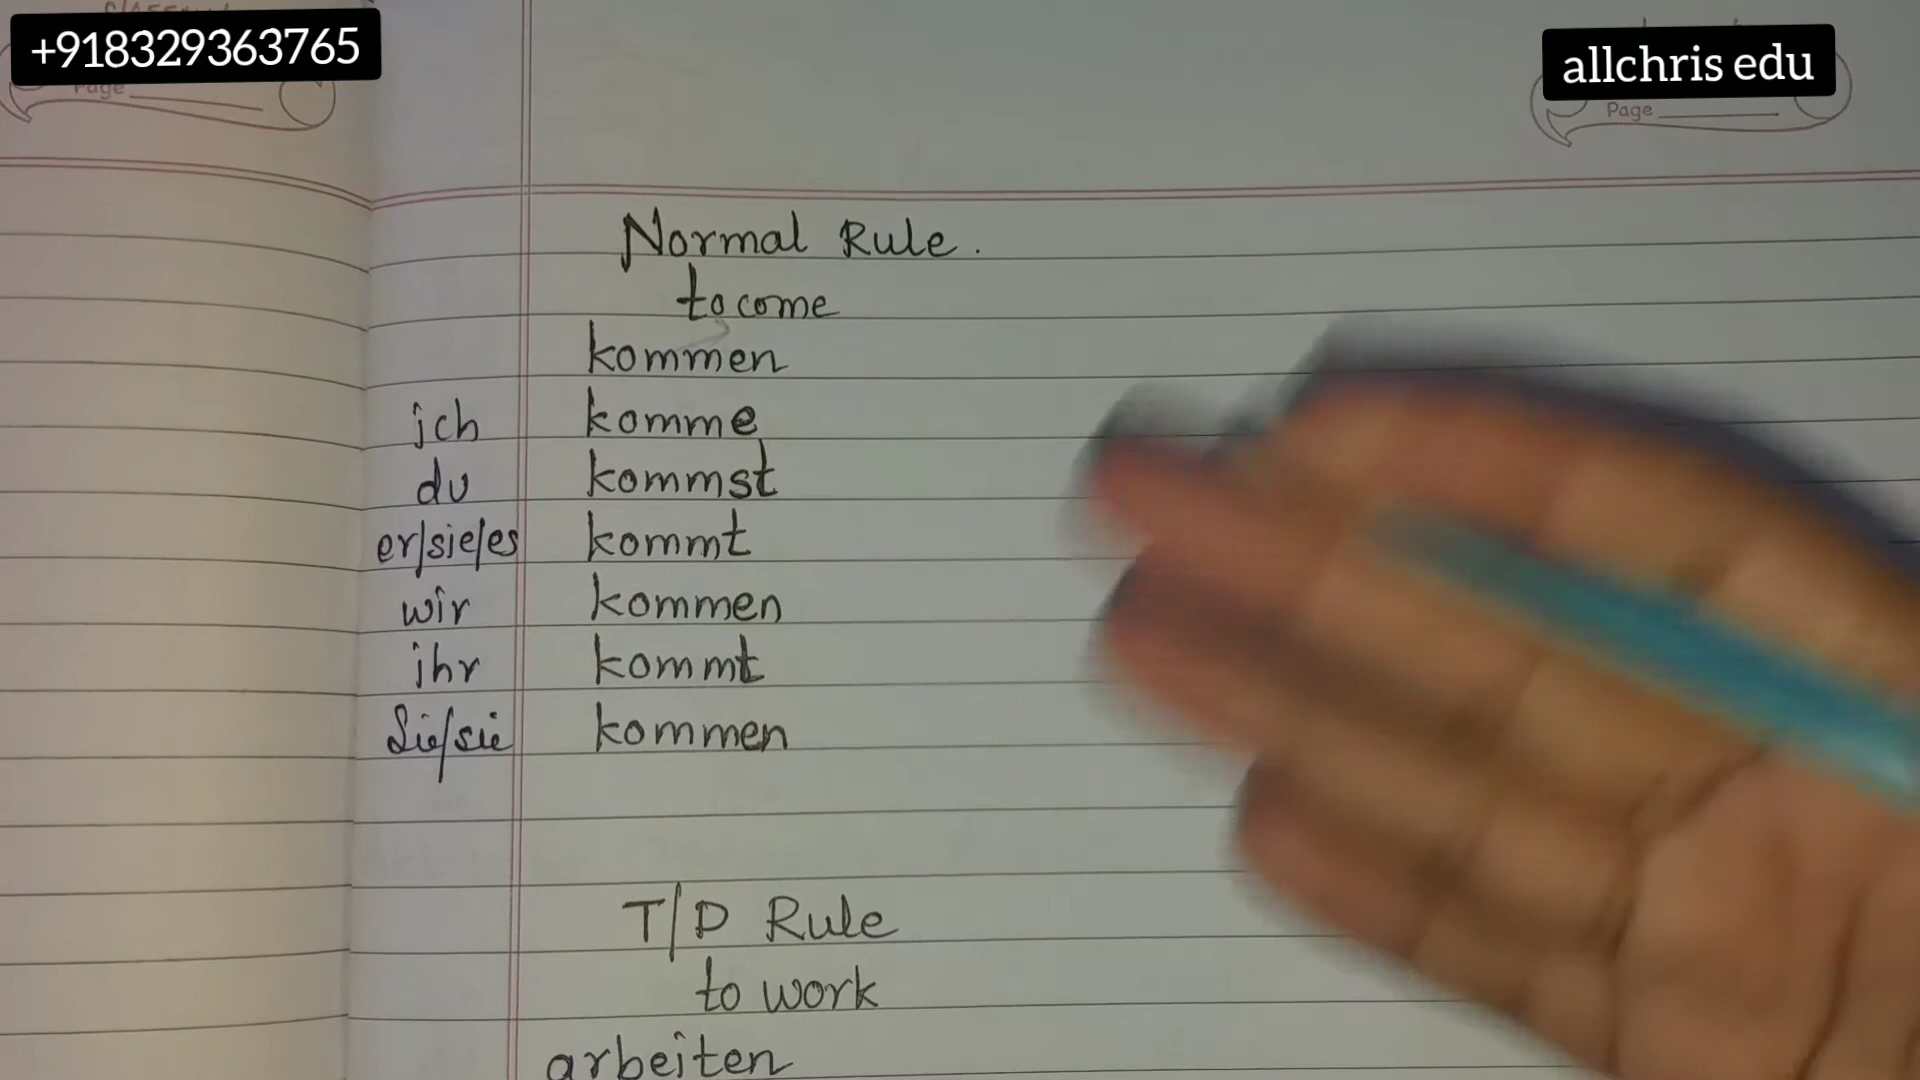 +918329363765
allchris edu
Page
Page
Normal Rule.
to come
kommen
ich komme
du kommst
er/sie/es kommt
wir kommen
ihr kommt
Sie/sie kommen
T/D Rule
to work
arbeiten